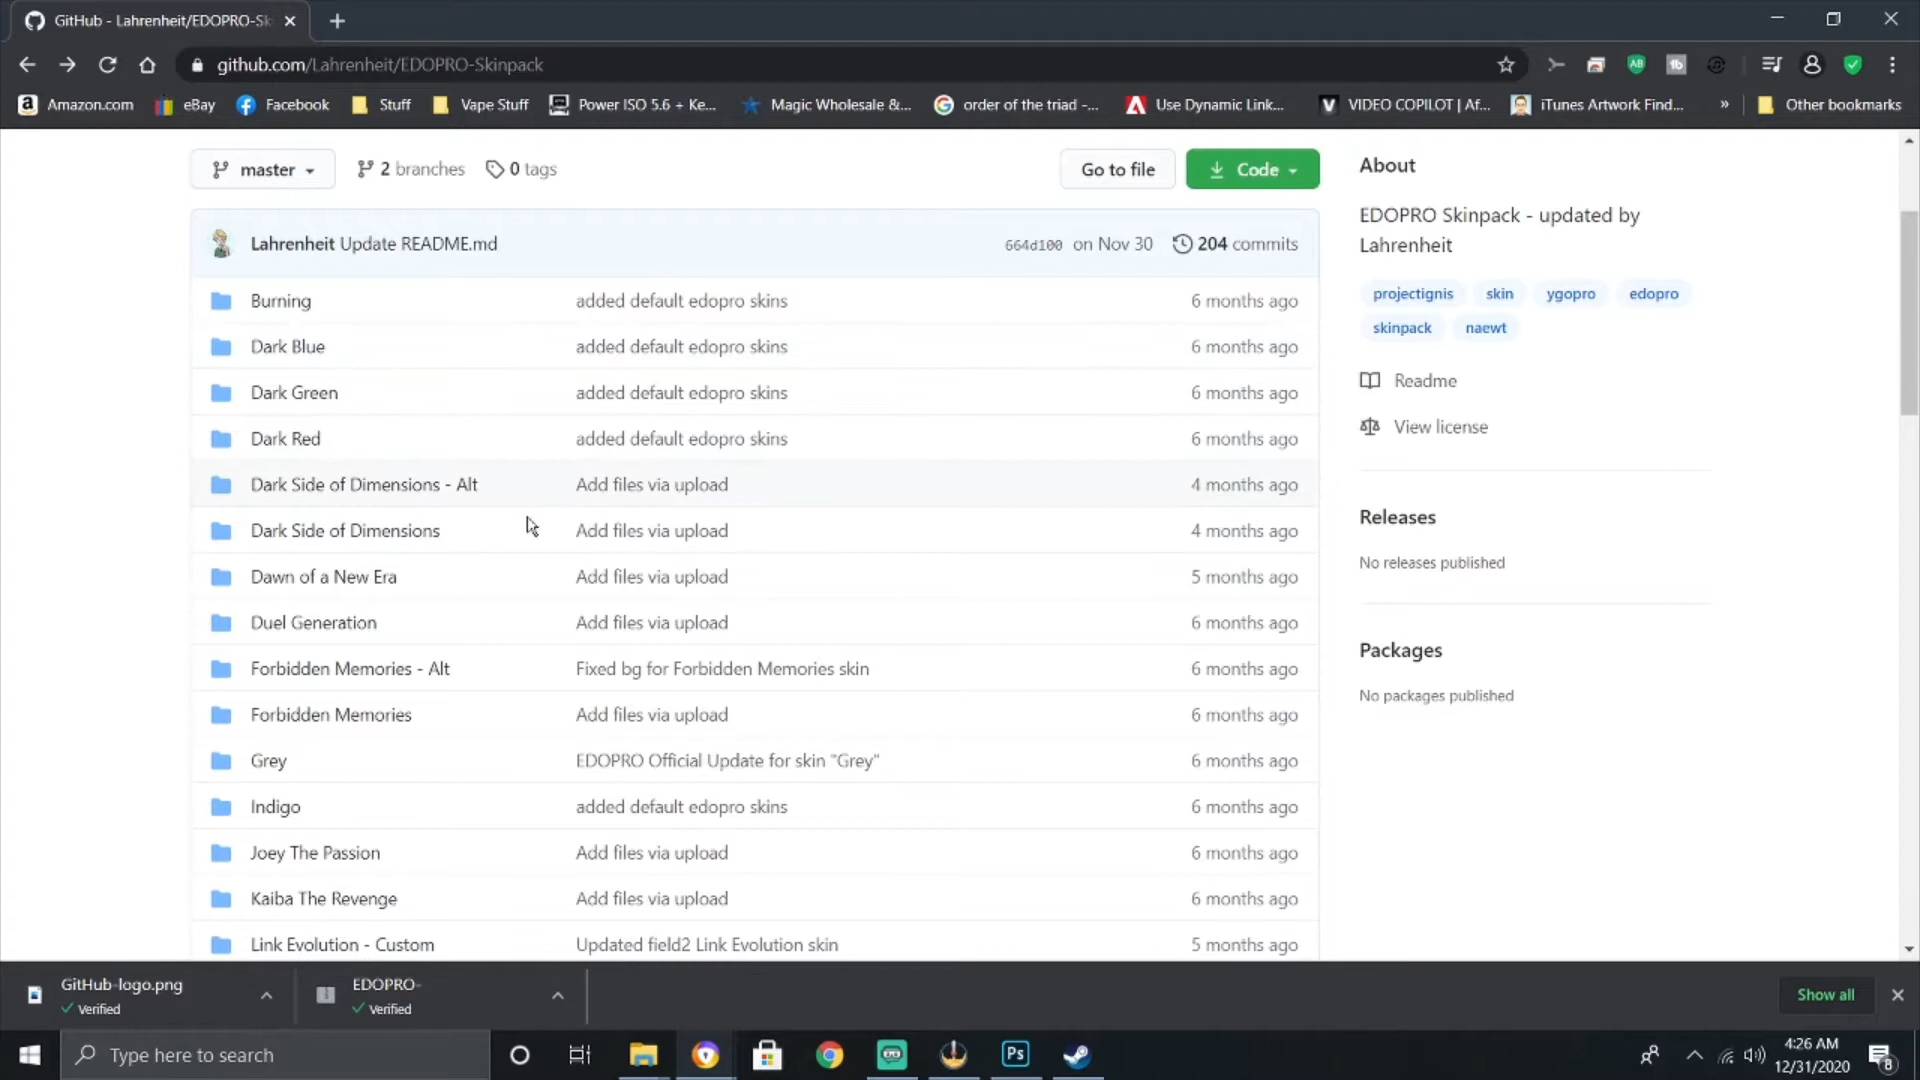 GitHub - Lahrenheit/EDOPRO-Sk
github.com/Lahrenheit/EDOPRO-Skinpack
Amazon.com eBay Facebook Stuff Vape Stuff Power ISO 5.6 + Ke... Magic Wholesale &... order of the triad -... Use Dynamic Link... VIDEO COPILOT | Af... iTunes Artwork Find... » Other bookmarks
master 2 branches 0 tags Go to file Code
Lahrenheit Update README.md 664d100 on Nov 30 204 commits
Burning added default edopro skins 6 months ago
Dark Blue added default edopro skins 6 months ago
Dark Green added default edopro skins 6 months ago
Dark Red added default edopro skins 6 months ago
Dark Side of Dimensions - Alt Add files via upload 4 months ago
Dark Side of Dimensions Add files via upload 4 months ago
Dawn of a New Era Add files via upload 5 months ago
Duel Generation Add files via upload 6 months ago
Forbidden Memories - Alt Fixed bg for Forbidden Memories skin 6 months ago
Forbidden Memories Add files via upload 6 months ago
Grey EDOPRO Official Update for skin "Grey" 6 months ago
Indigo added default edopro skins 6 months ago
Joey The Passion Add files via upload 6 months ago
Kaiba The Revenge Add files via upload 6 months ago
Link Evolution - Custom Updated field2 Link Evolution skin 5 months ago
About
EDOPRO Skinpack - updated by
Lahrenheit
projectignis skin ygopro edopro
skinpack naewt
Readme
View license
Releases
No releases published
Packages
No packages published
GitHub-logo.png
Verified
EDOPRO-
Verified
Show all
Type here to search
Ps
4:26 AM
12/31/2020
8